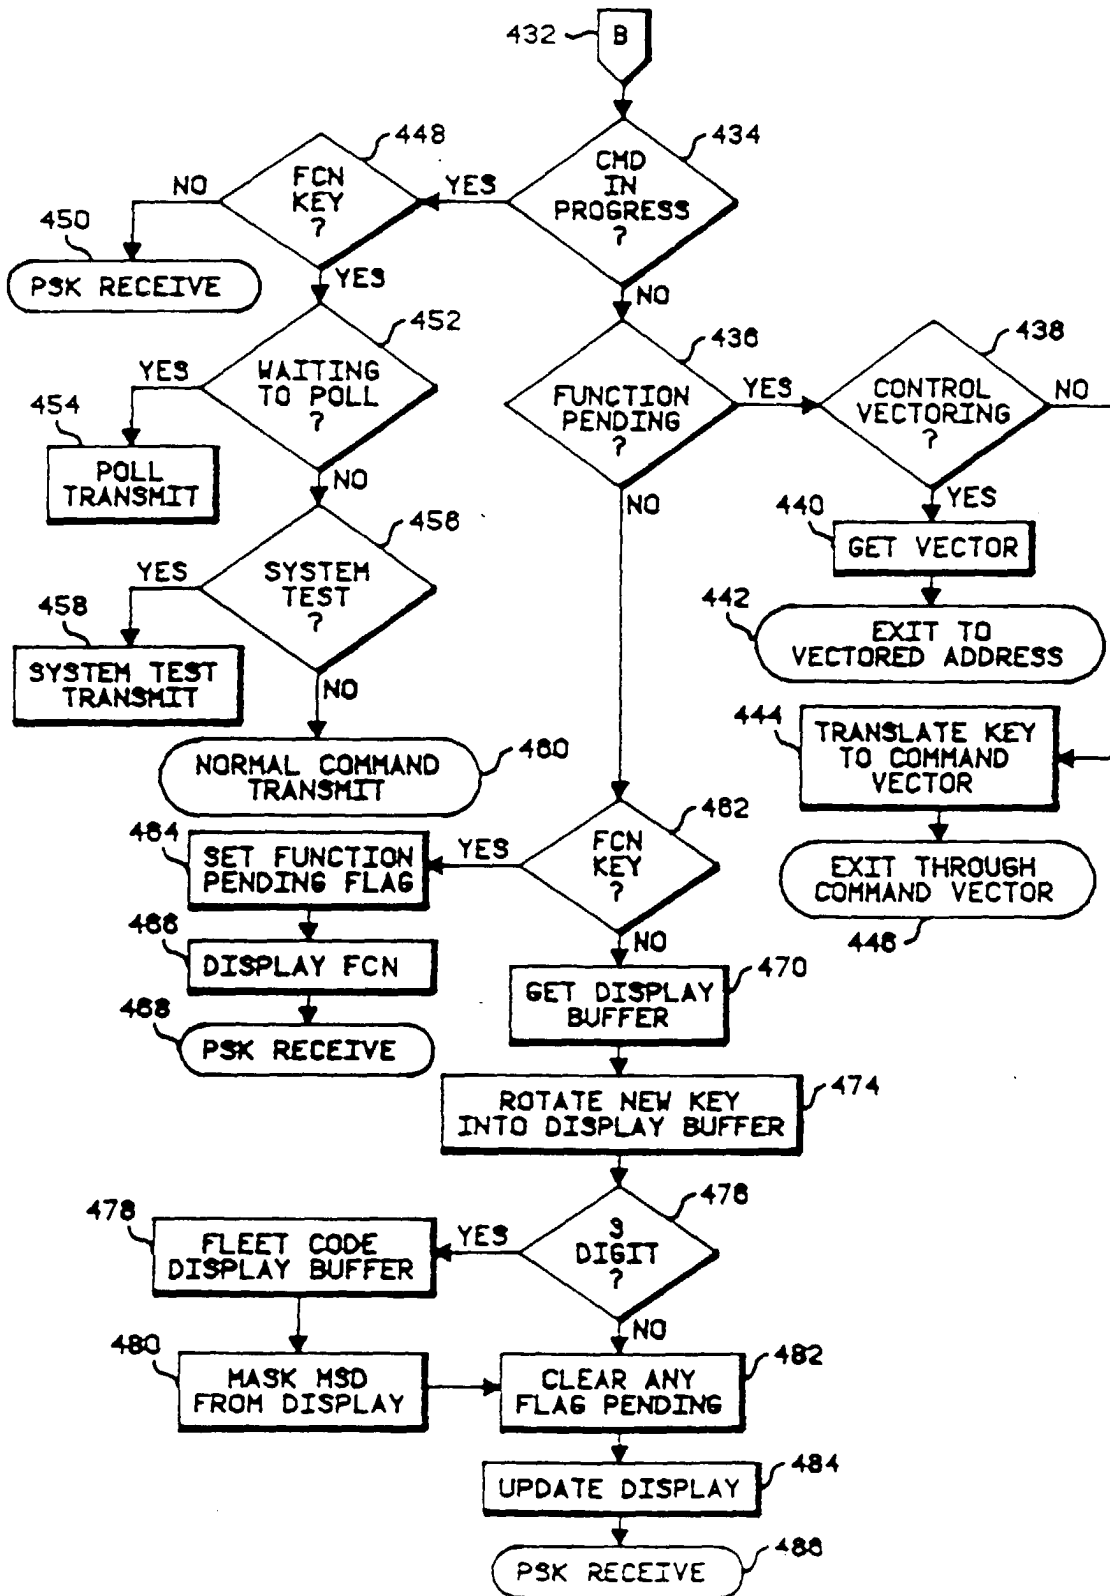 432
B
434
CMD
IN
PROGRESS
?
YES
NO
448
FCN
KEY
?
NO
YES
450
PSK RECEIVE
452
WAITING
TO POLL
?
YES
NO
454
POLL
TRANSMIT
436
FUNCTION
PENDING
?
YES
NO
438
CONTROL
VECTORING
?
NO
YES
440
GET VECTOR
442
EXIT TO
VECTORED ADDRESS
444
TRANSLATE KEY
TO COMMAND
VECTOR
EXIT THROUGH
COMMAND VECTOR
446
456
SYSTEM
TEST
?
YES
NO
458
SYSTEM TEST
TRANSMIT
460
NORMAL COMMAND
TRANSMIT
462
FCN
KEY
?
YES
NO
464
SET FUNCTION
PENDING FLAG
466
DISPLAY FCN
468
PSK RECEIVE
470
GET DISPLAY
BUFFER
474
ROTATE NEW KEY
INTO DISPLAY BUFFER
476
3
DIGIT
?
YES
NO
478
FLEET CODE
DISPLAY BUFFER
480
MASK MSD
FROM DISPLAY
482
CLEAR ANY
FLAG PENDING
484
UPDATE DISPLAY
486
PSK RECEIVE